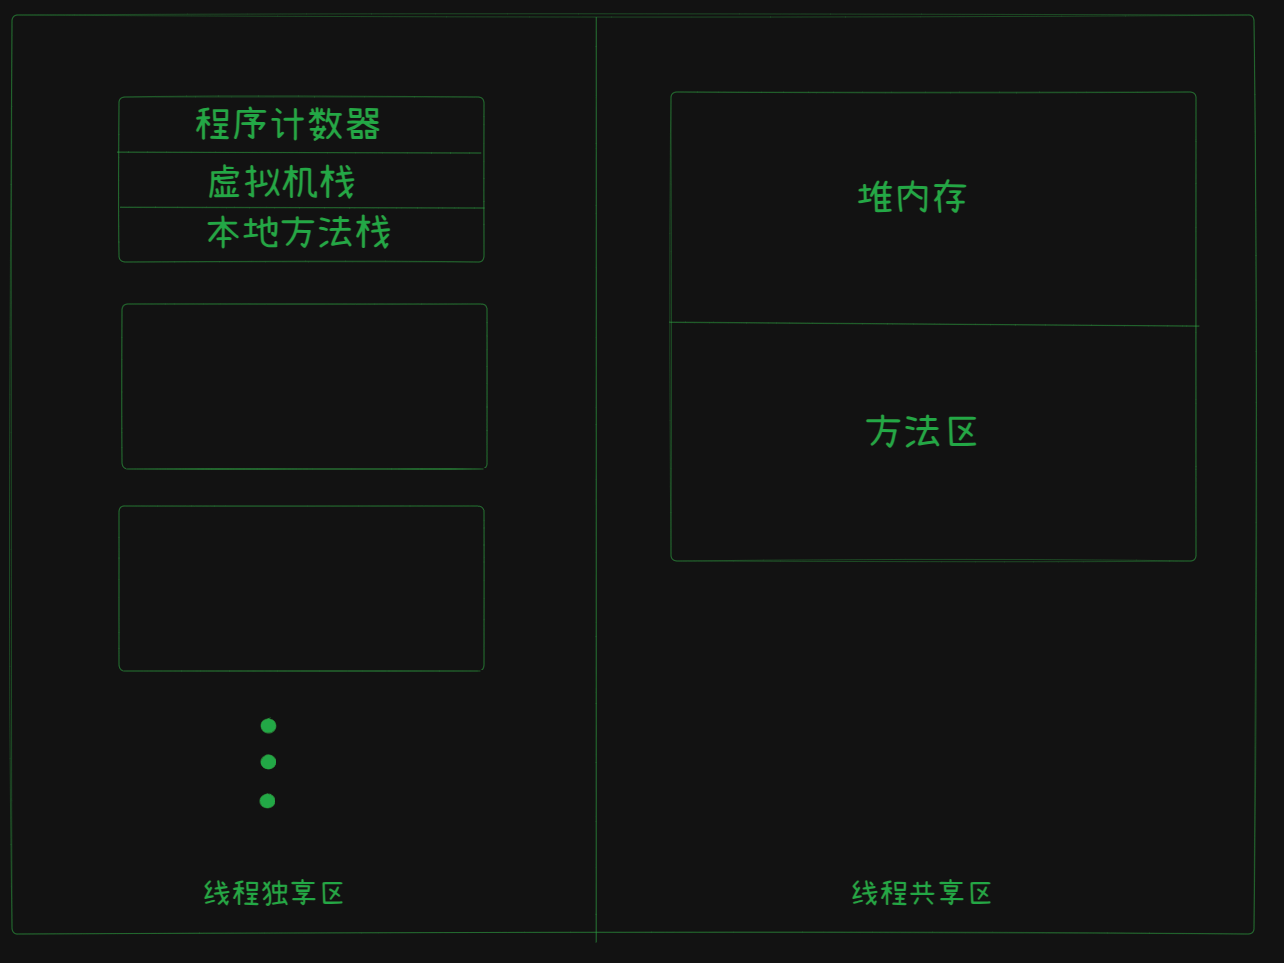 程序计数器
虚拟机栈
本地方法栈
线程独享区
堆内存
方法区
线程共享区